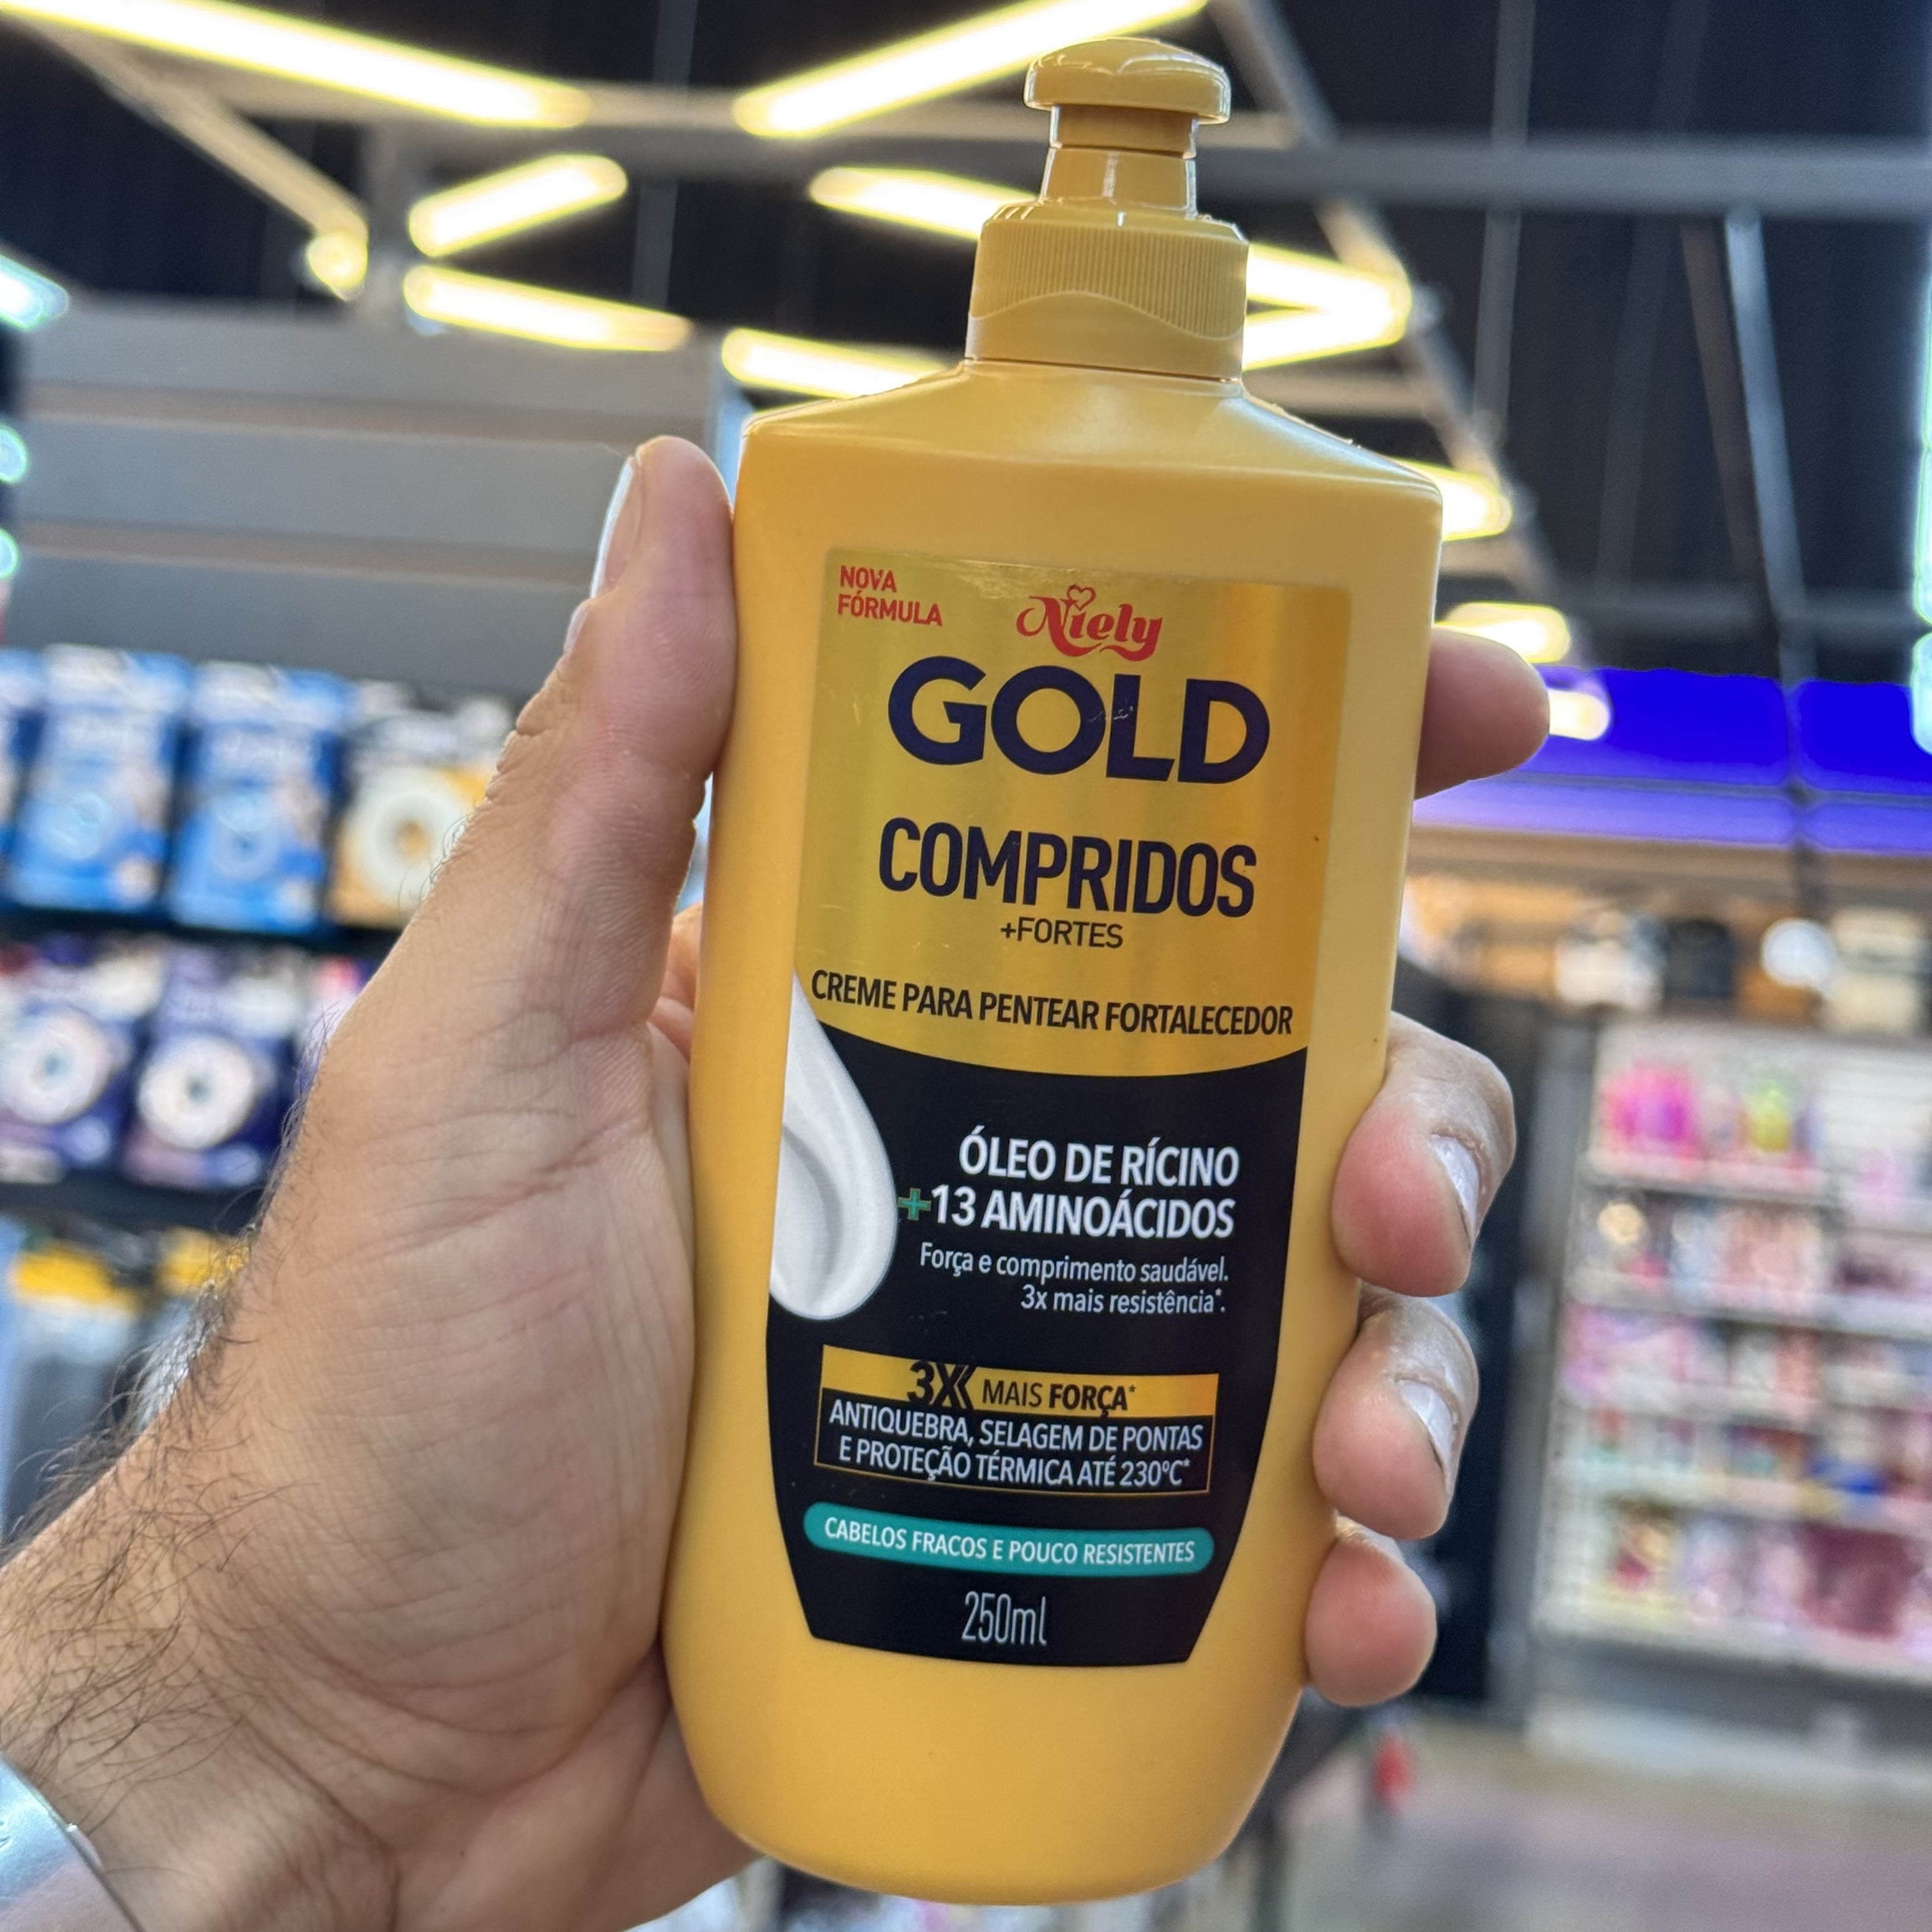 NOVA
FÓRMULA
Niely
GOLD
COMPRIDOS
+FORTES
CREME PARA PENTEAR FORTALECEDOR
ÓLEO DE RÍCINO
+13 AMINOÁCIDOS
Força e comprimento saudável.
3x mais resistência*.
3X MAIS FORÇA*
ANTIQUEBRA, SELAGEM DE PONTAS
E PROTEÇÃO TÉRMICA ATÉ 230ºC*
CABELOS FRACOS E POUCO RESISTENTES
250ml